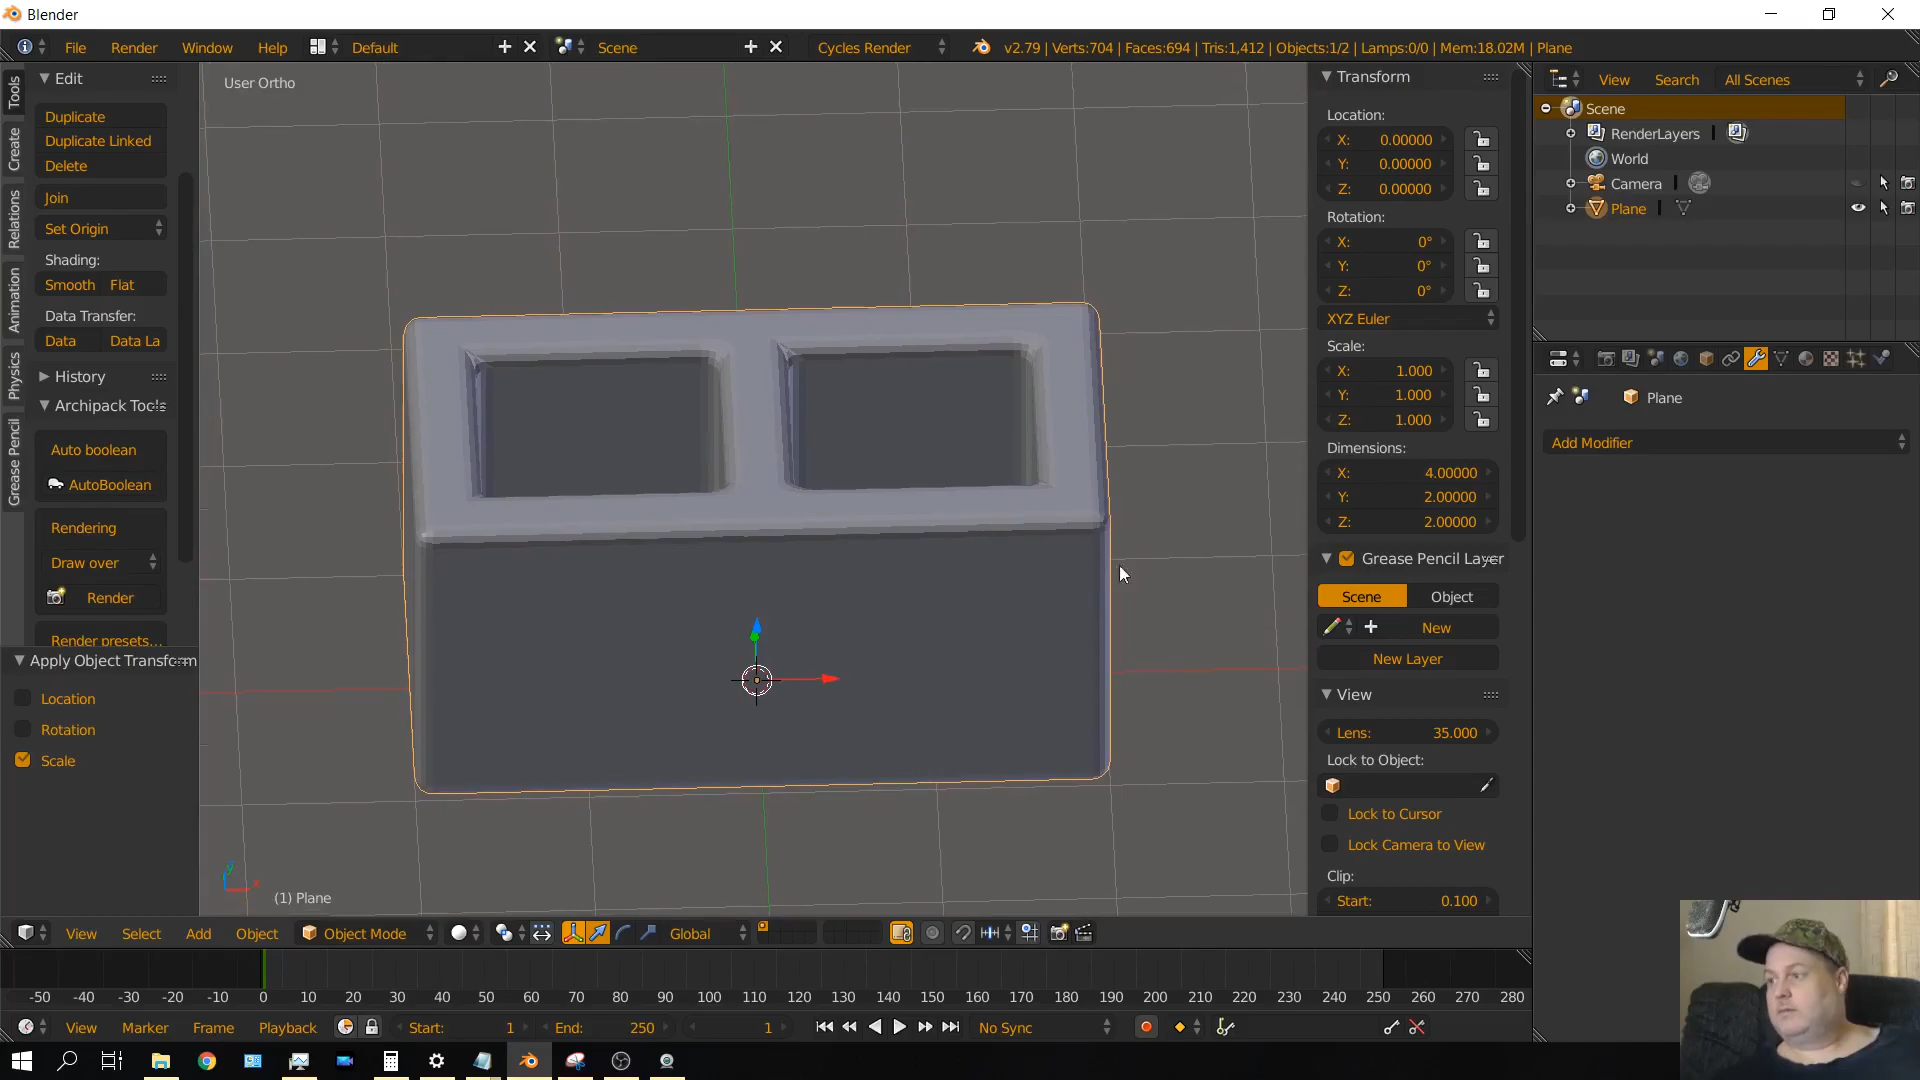 Blender
File Render Window Help Default Scene Cycles Render v2.79 | Verts:704 | Faces:694 | Tris:1,412 | Objects:1/2 | Lamps:0/0 | Mem:18.02M | Plane
Tools
Create
Relations
Animation
Physics
Grease Pencil
Edit
Duplicate
Duplicate Linked
Delete
Join
Set Origin
Shading:
Smooth Flat
Data Transfer:
Data Data La
History
Archipack Tools
Auto boolean
AutoBoolean
Rendering
Draw over
Render
Render presets...
Apply Object Transform
Location
Rotation
Scale
User Ortho
(1) Plane
Transform
Location:
X: 0.00000
Y: 0.00000
Z: 0.00000
Rotation:
X: 0°
Y: 0°
Z: 0°
XYZ Euler
Scale:
X: 1.000
Y: 1.000
Z: 1.000
Dimensions:
X: 4.00000
Y: 2.00000
Z: 2.00000
Grease Pencil Layer
Scene Object
New
New Layer
View
Lens: 35.000
Lock to Object:
Lock to Cursor
Lock Camera to View
Clip:
Start: 0.100
View Search All Scenes
Scene
RenderLayers
World
Camera
Plane
Plane
Add Modifier
View Select Add Object Object Mode Global
-50 -40 -30 -20 -10 0 10 20 30 40 50 60 70 80 90 100 110 120 130 140 150 160 170 180 190 200 210 220 230 240 250 260 270 280
View Marker Frame Playback Start: 1 End: 250 1 No Sync